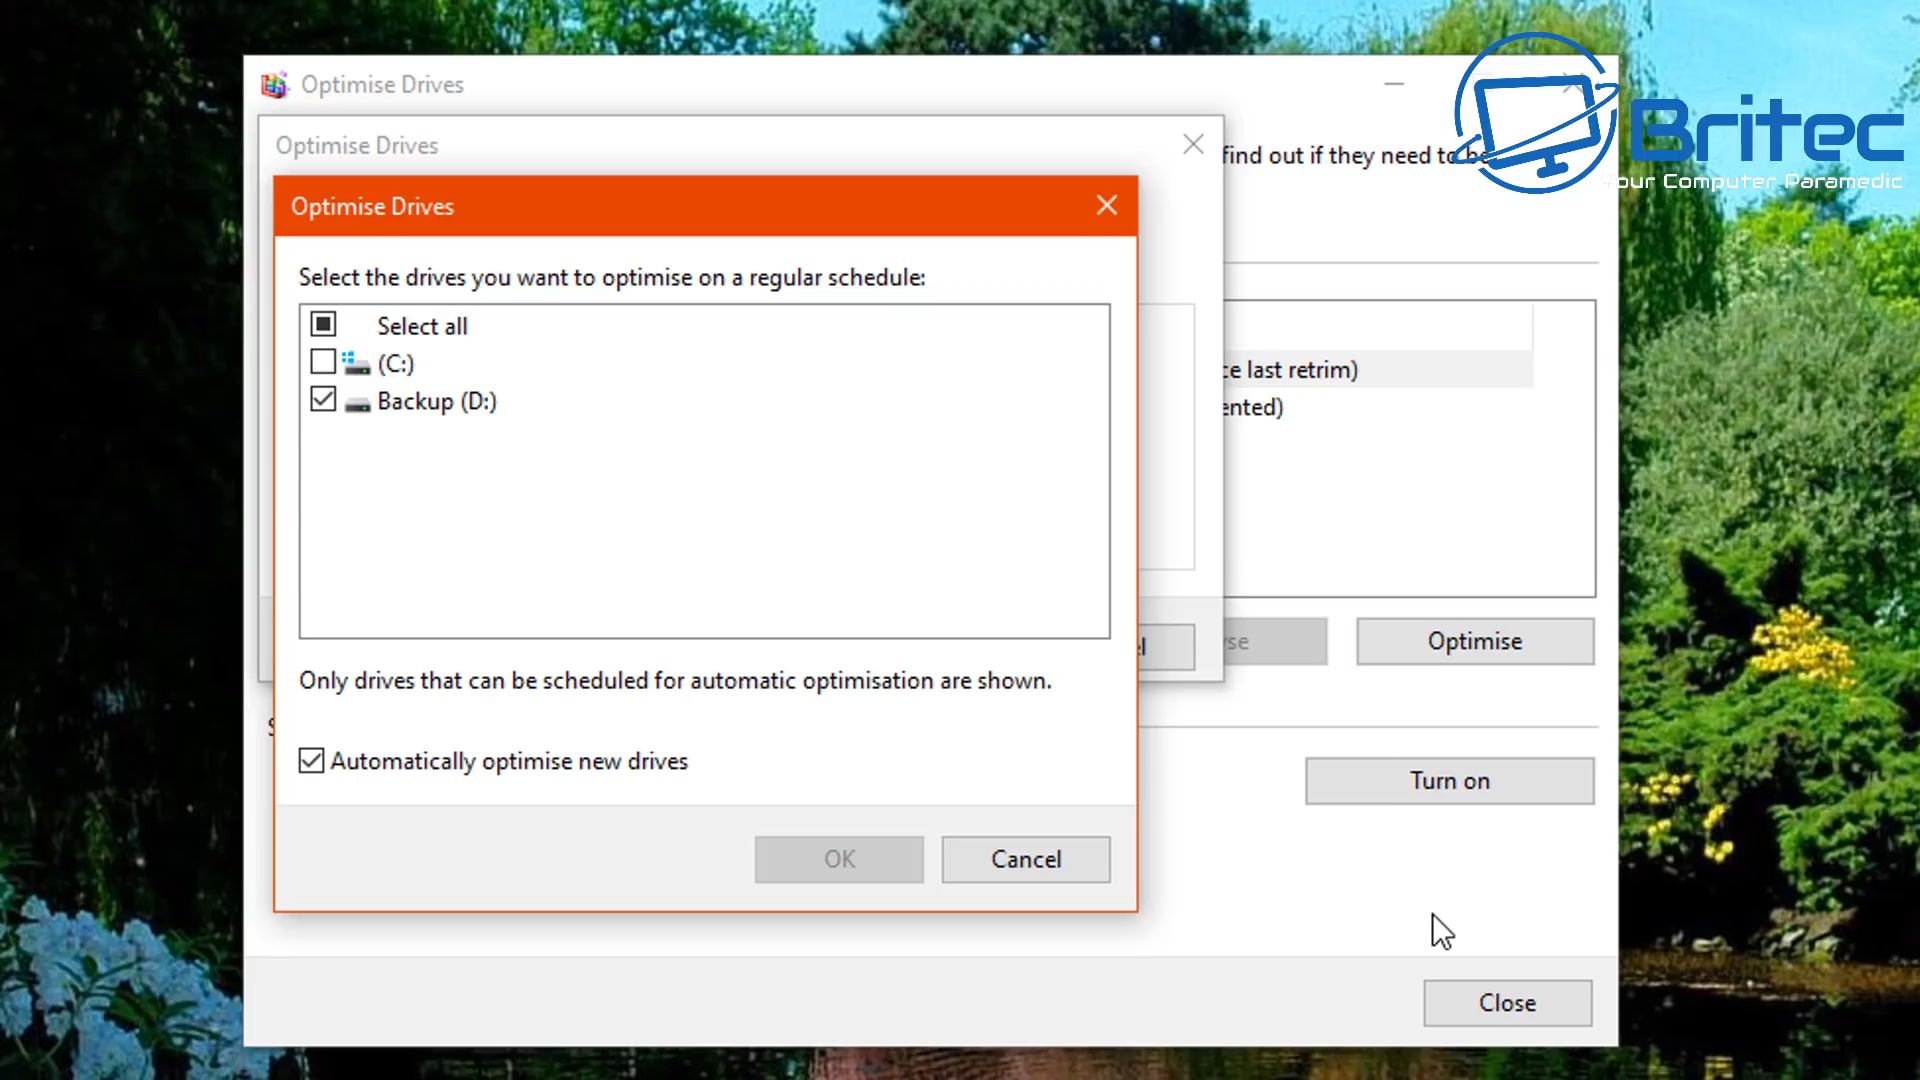 Optimise Drives
Optimise Drives
find out if they need to be
Optimise Drives
Britec
Your Computer Paramedic
Select the drives you want to optimise on a regular schedule:
Select all
(C:)
Backup (D:)
last retrim)
Optimise
Only drives that can be scheduled for automatic optimisation are shown.
Automatically optimise new drives
Turn on
OK
Cancel
Close